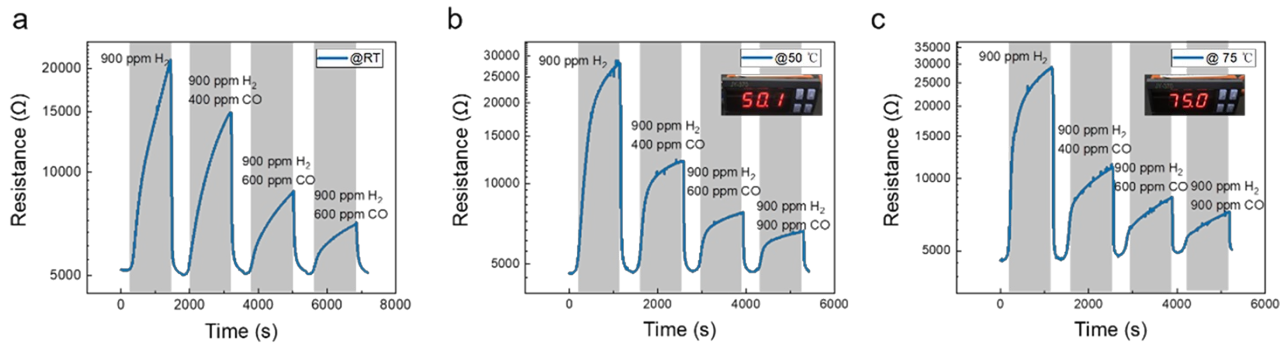 a
@RT
900 ppm H2
900 ppm H2
400 ppm CO
900 ppm H2
600 ppm CO
900 ppm H2
600 ppm CO
20000
15000
10000
5000
Resistance (Ω)
0 2000 4000 6000 8000
Time (s)
b
@50 ℃
50.1
900 ppm H2
900 ppm H2
400 ppm CO
900 ppm H2
600 ppm CO
900 ppm H2
900 ppm CO
30000
25000
20000
15000
10000
5000
Resistance (Ω)
0 2000 4000 6000
Time (s)
c
@ 75 ℃
75.0
900 ppm H2
900 ppm H2
400 ppm CO
900 ppm H2
600 ppm CO
900 ppm H2
900 ppm CO
35000
30000
25000
20000
15000
10000
5000
Resistance (Ω)
0 2000 4000 6000
Time (s)